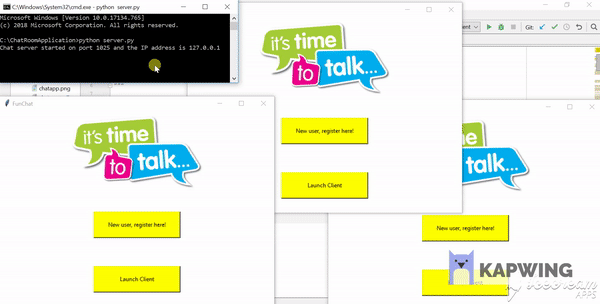 C:\Windows\System32\cmd.exe - python server.py
Microsoft Windows [Version 10.0.17134.765]
(c) 2018 Microsoft Corporation. All rights reserved.
C:\ChatRoomApplication>python server.py
Chat server started on port 1025 and the IP address is 127.0.0.1
chatapp.png
it's time
to
talk...
New user, register here!
Launch Client
Git:
FunChat
it's time
to
talk...
New user, register here!
Launch Client
it's time
to
talk...
New user, register here!
KAPWING
APPS